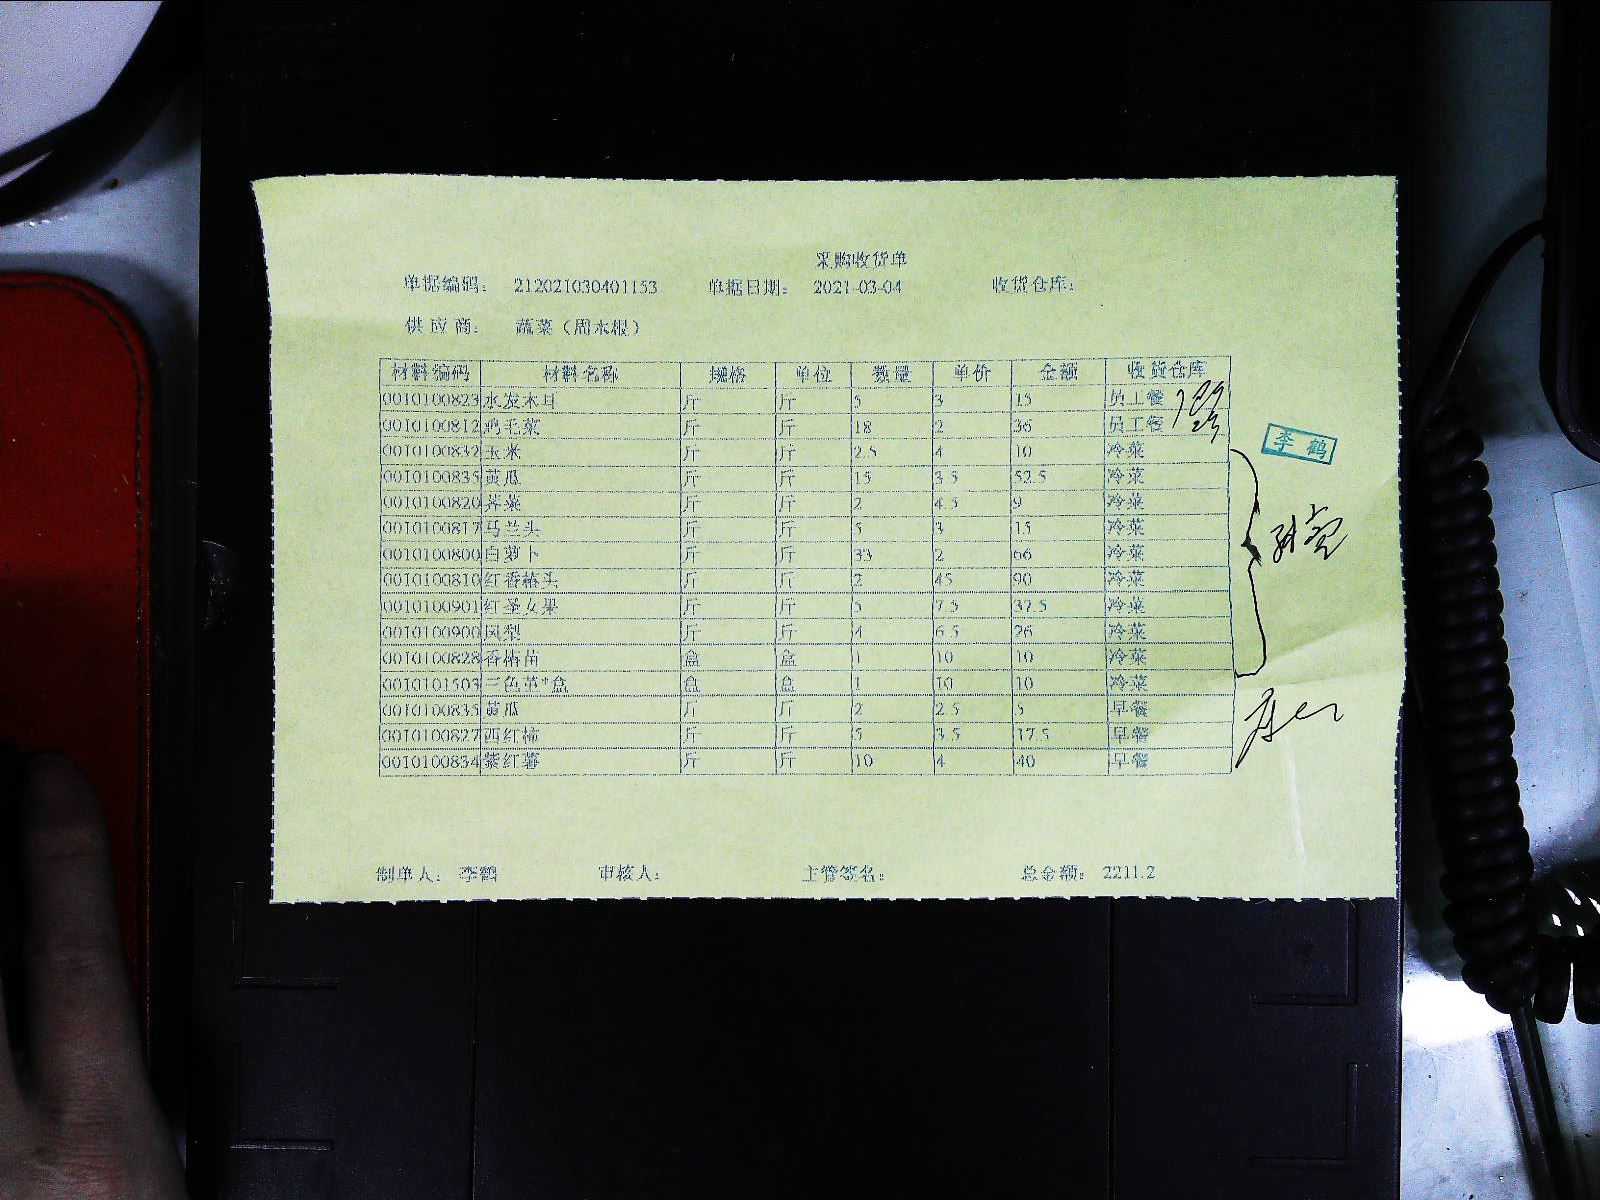 采购收货单
单据编码： 212021030401153 单据日期： 2021-03-04 收货仓库：
供应商： 蔬菜（周水根）
材料编码 材料名称 规格 单位 数量 单价 金额 收货仓库
0010100823 水发木耳 斤 斤 5 3 15 员工餐
0010100812 鸡毛菜 斤 斤 18 2 36 员工餐
0010100832 玉米 斤 斤 2.5 4 10 冷菜
李鹤
0010100835 黄瓜 斤 斤 15 3.5 52.5 冷菜
0010100820 荠菜 斤 斤 2 4.5 9 冷菜
0010100817 马兰头 斤 斤 5 3 15 冷菜
0010100800 白萝卜 斤 斤 33 2 66 冷菜
0010100810 红香椿头 斤 斤 2 45 90 冷菜
0010100901 红圣女果 斤 斤 5 7.5 37.5 冷菜
0010100900 凤梨 斤 斤 4 6.5 26 冷菜
0010100828 香椿苗 盒 盒 1 10 10 冷菜
0010101503 三色堇*盒 盒 盒 1 10 10 冷菜
0010100835 黄瓜 斤 斤 2 2.5 5 早餐
0010100827 西红柿 斤 斤 5 3.5 17.5 早餐
0010100834 紫红薯 斤 斤 10 4 40 早餐
制单人： 李鹤 审核人： 主管签名： 总金额： 2211.2